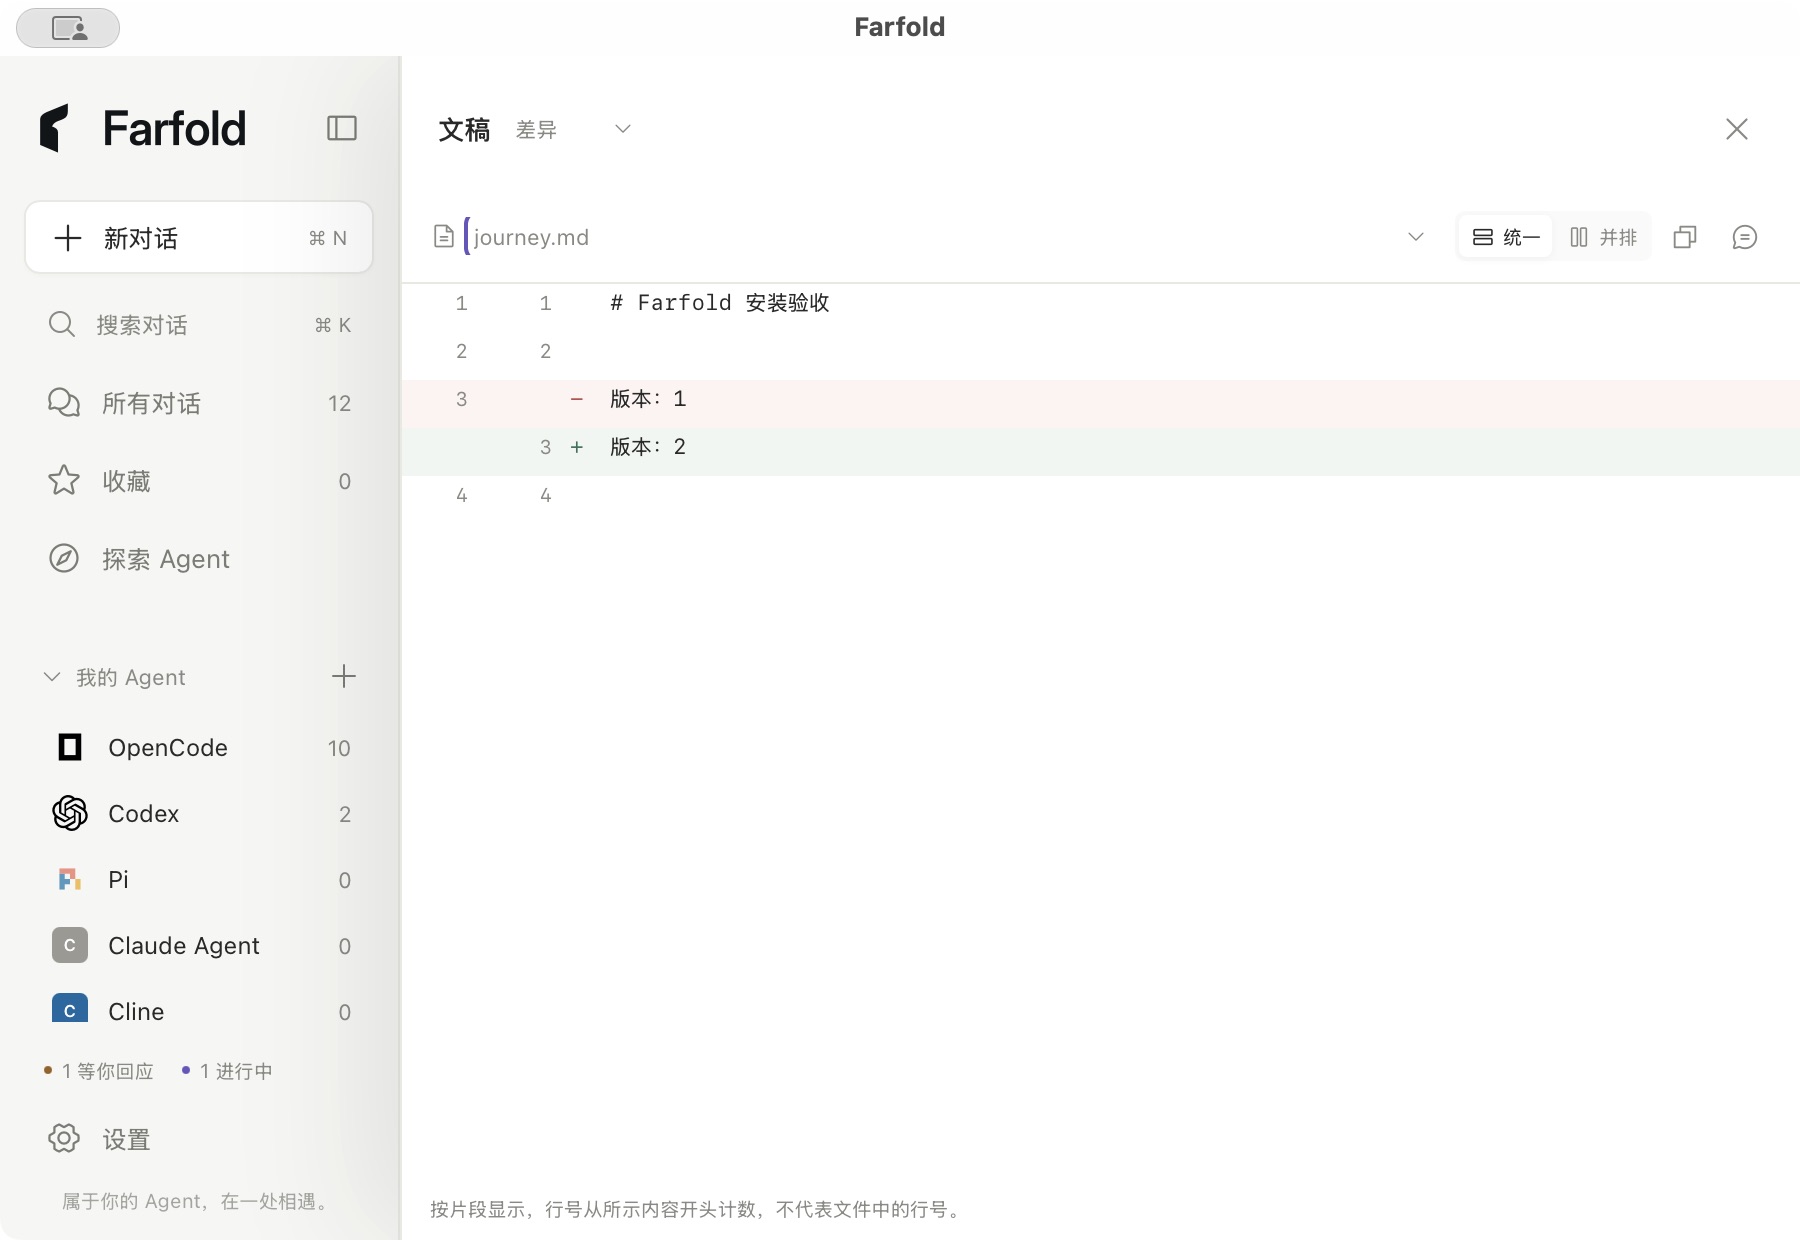 Farfold
Farfold
新对话 ⌘ N
搜索对话 ⌘ K
所有对话 12
收藏 0
探索 Agent
我的 Agent
OpenCode 10
Codex 2
Pi 0
C Claude Agent 0
C Cline 0
1 等你回应 1 进行中
设置
属于你的 Agent，在一处相遇。
文稿 差异
journey.md 统一 并排
1 1 # Farfold 安装验收
2 2
3 − 版本：1
3 + 版本：2
4 4
按片段显示，行号从所示内容开头计数，不代表文件中的行号。